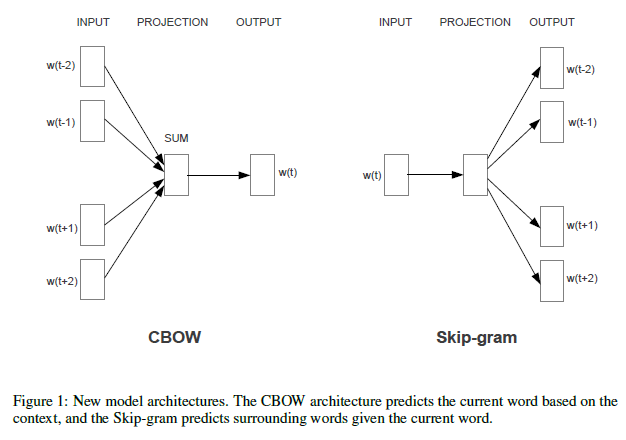 INPUT PROJECTION OUTPUT
w(t-2)
w(t-1)
SUM
w(t)
w(t+1)
w(t+2)
CBOW
INPUT PROJECTION OUTPUT
w(t-2)
w(t-1)
w(t)
w(t+1)
w(t+2)
Skip-gram
Figure 1: New model architectures. The CBOW architecture predicts the current word based on the
context, and the Skip-gram predicts surrounding words given the current word.